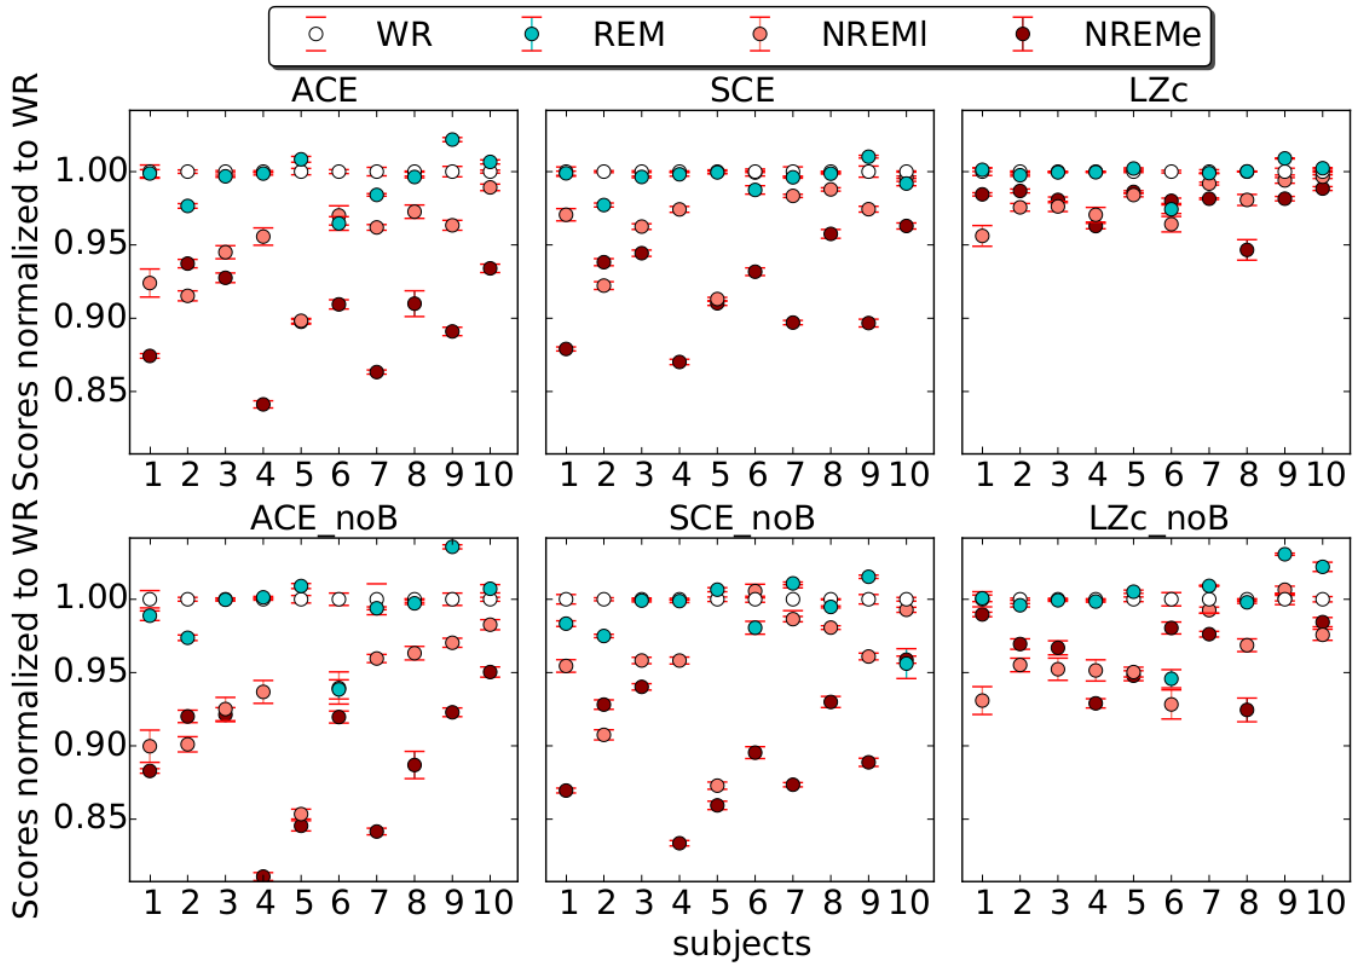 WR REM NREMl NREMe
ACE SCE LZc
Scores normalized to WR
1.00
0.95
0.90
0.85
1 2 3 4 5 6 7 8 9 10 1 2 3 4 5 6 7 8 9 10 1 2 3 4 5 6 7 8 9 10
ACE_noB SCE_noB LZc_noB
Scores normalized to WR
1.00
0.95
0.90
0.85
1 2 3 4 5 6 7 8 9 10 1 2 3 4 5 6 7 8 9 10 1 2 3 4 5 6 7 8 9 10
subjects